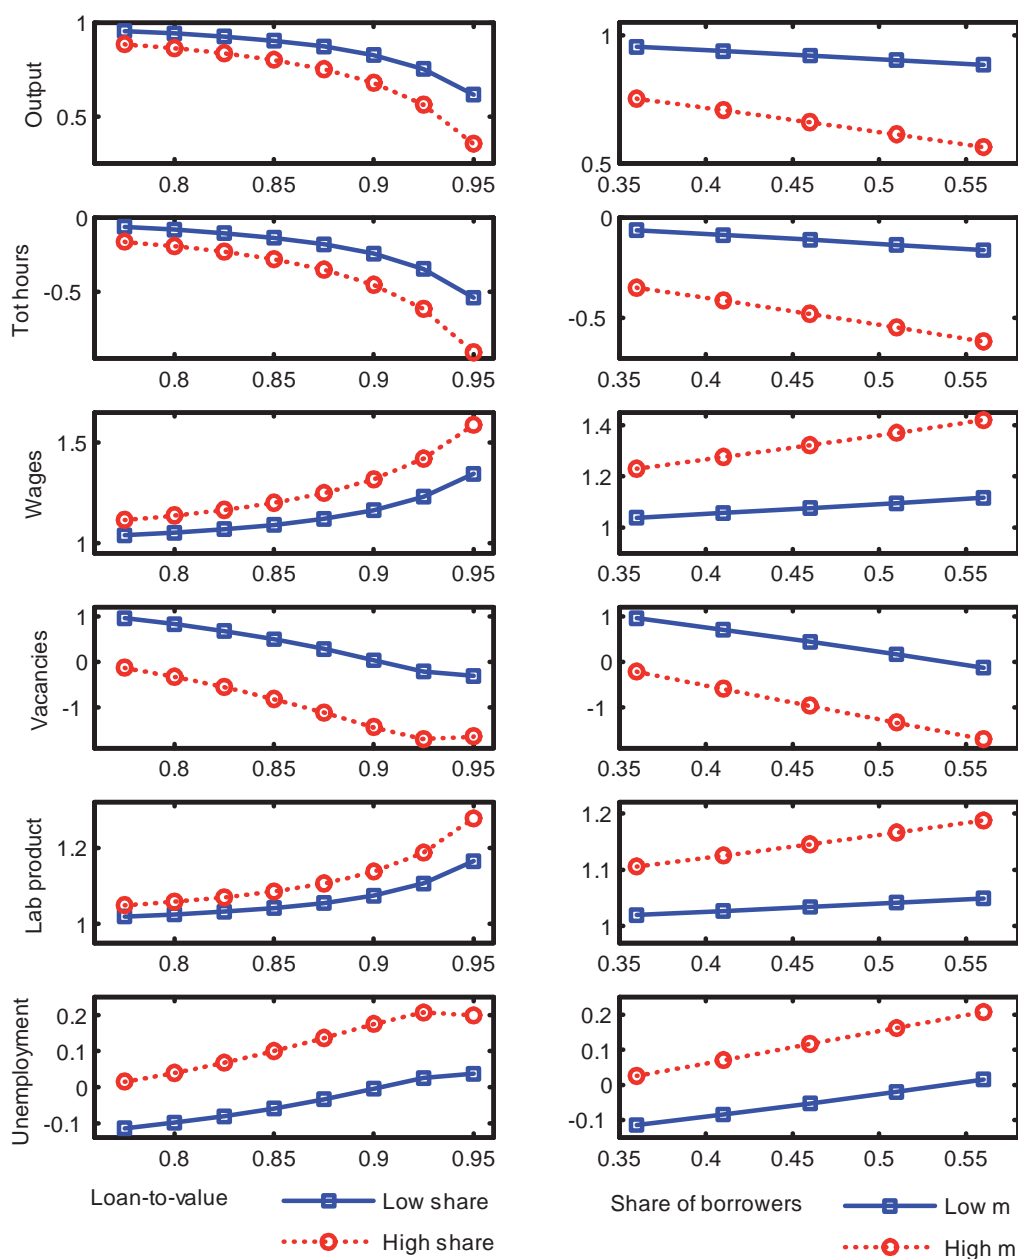 1
0.5
Output
0.8 0.85 0.9 0.95
1
0.5
0.35 0.4 0.45 0.5 0.55
0
-0.5
Tot hours
0.8 0.85 0.9 0.95
0
-0.5
0.35 0.4 0.45 0.5 0.55
1.5
1
Wages
0.8 0.85 0.9 0.95
1.4
1.2
1
0.35 0.4 0.45 0.5 0.55
1
0
-1
Vacancies
0.8 0.85 0.9 0.95
1
0
-1
0.35 0.4 0.45 0.5 0.55
1.2
1
Lab product
0.8 0.85 0.9 0.95
1.2
1.1
1
0.35 0.4 0.45 0.5 0.55
0.2
0.1
0
-0.1
Unemployment
0.8 0.85 0.9 0.95
0.2
0.1
0
-0.1
0.35 0.4 0.45 0.5 0.55
Loan-to-value
Low share
High share
Share of borrowers
Low m
High m